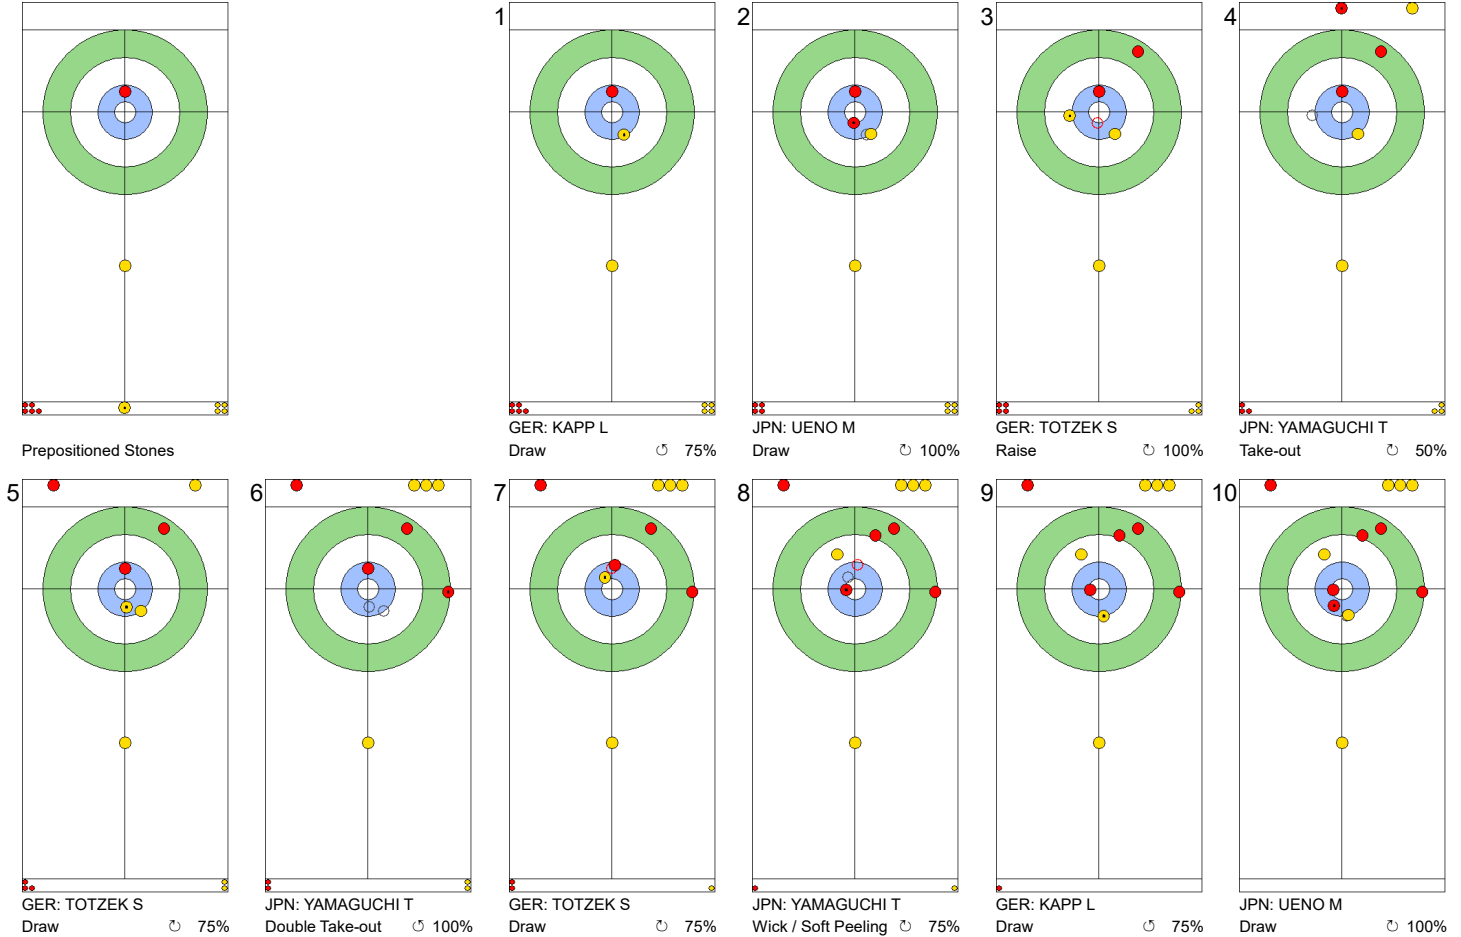 1
2
3
4
Prepositioned Stones
GER: KAPP L
Draw ↺ 75%
JPN: UENO M
Draw ↻ 100%
GER: TOTZEK S
Raise ↻ 100%
JPN: YAMAGUCHI T
Take-out ↻ 50%
5
6
7
8
9
10
GER: TOTZEK S
Draw ↻ 75%
JPN: YAMAGUCHI T
Double Take-out ↺ 100%
GER: TOTZEK S
Draw ↻ 75%
JPN: YAMAGUCHI T
Wick / Soft Peeling ↻ 75%
GER: KAPP L
Draw ↺ 75%
JPN: UENO M
Draw ↻ 100%